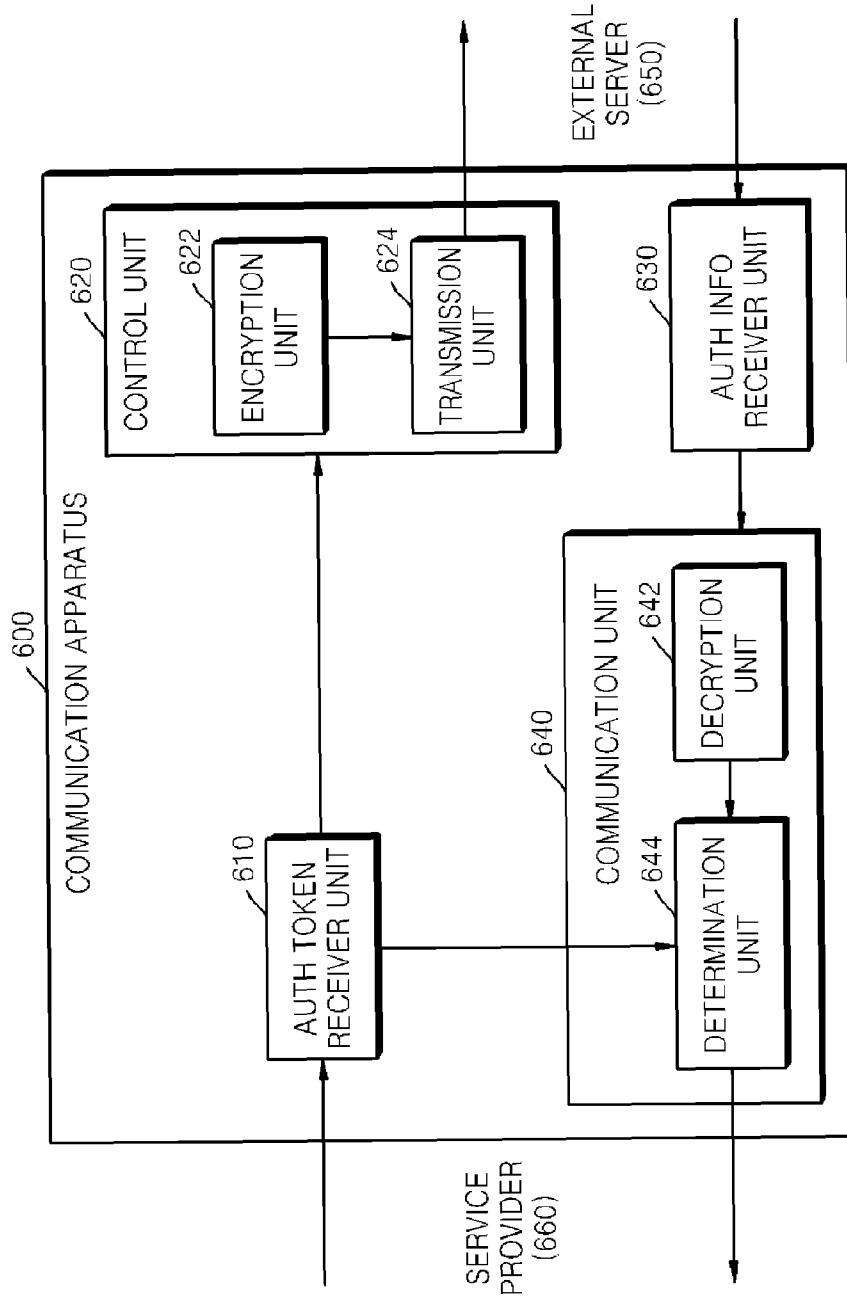 600
COMMUNICATION APPARATUS
620
CONTROL UNIT
622
ENCRYPTION
UNIT
624
TRANSMISSION
UNIT
610
AUTH TOKEN
RECEIVER UNIT
640
COMMUNICATION UNIT
644
DETERMINATION
UNIT
642
DECRYPTION
UNIT
630
AUTH INFO
RECEIVER UNIT
SERVICE
PROVIDER
(660)
EXTERNAL
SERVER
(650)